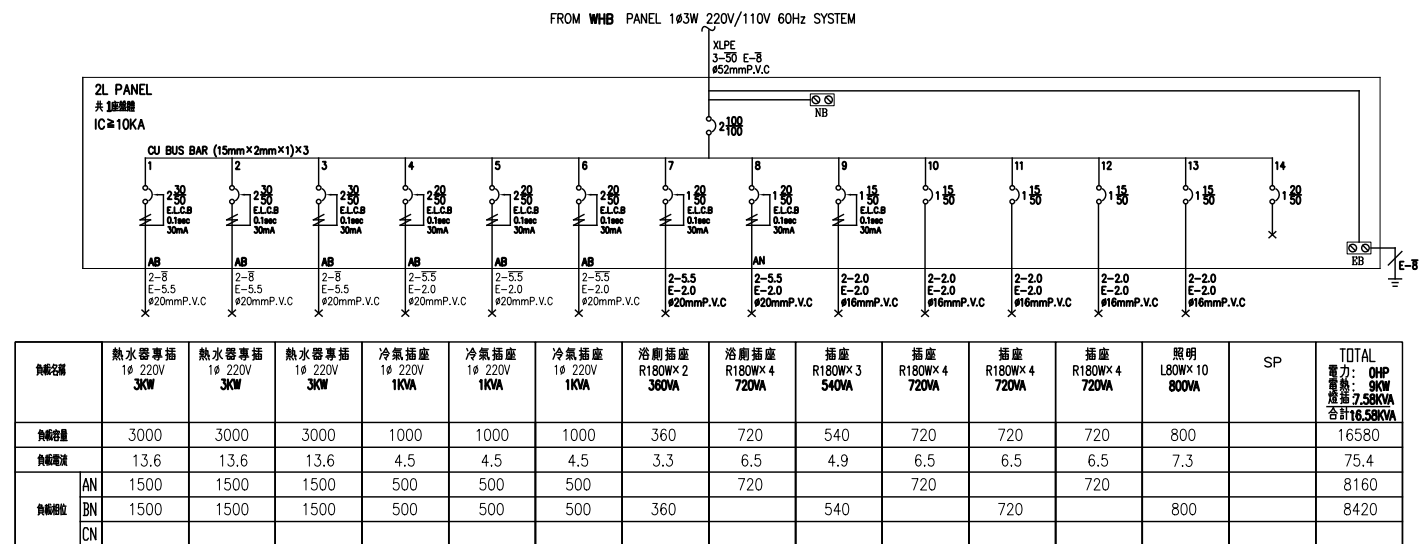 FROM WHB PANEL 1ø3W 220V/110V 60Hz SYSTEM
XLPE
3-50 E-8
ø52mmP.V.C
2L PANEL
共1座盤體
IC≧10KA
NB
2 100/100
CU BUS BAR (15mm×2mm×1)×3
1 2 3 4 5 6 7 8 9 10 11 12 13 14
2 30/50 2 30/50 2 30/50 2 20/50 2 20/50 2 20/50 1 20/50 1 20/50 1 15/50 1 15/50 1 15/50 1 15/50 1 15/50 1 20/50
E.L.C.B E.L.C.B E.L.C.B E.L.C.B E.L.C.B E.L.C.B E.L.C.B E.L.C.B E.L.C.B
0.1sec 0.1sec 0.1sec 0.1sec 0.1sec 0.1sec 0.1sec 0.1sec 0.1sec
30mA 30mA 30mA 30mA 30mA 30mA 30mA 30mA 30mA
AB AB AB AB AB AB AN
EB
E-8
2-8 2-8 2-8 2-5.5 2-5.5 2-5.5 2-5.5 2-5.5 2-2.0 2-2.0 2-2.0 2-2.0 2-2.0
E-5.5 E-5.5 E-5.5 E-2.0 E-2.0 E-2.0 E-2.0 E-2.0 E-2.0 E-2.0 E-2.0 E-2.0 E-2.0
ø20mmP.V.C ø20mmP.V.C ø20mmP.V.C ø20mmP.V.C ø20mmP.V.C ø20mmP.V.C ø20mmP.V.C ø20mmP.V.C ø16mmP.V.C ø16mmP.V.C ø16mmP.V.C ø16mmP.V.C ø16mmP.V.C
負載名稱
熱水器專插 熱水器專插 熱水器專插 冷氣插座 冷氣插座 冷氣插座 浴廁插座 浴廁插座 插座 插座 插座 插座 照明 SP TOTAL
1ø 220V 1ø 220V 1ø 220V 1ø 220V 1ø 220V 1ø 220V R180W×2 R180W×4 R180W×3 R180W×4 R180W×4 R180W×4 L80W×10
3KW 3KW 3KW 1KVA 1KVA 1KVA 360VA 720VA 540VA 720VA 720VA 720VA 800VA
電力: 0HP
電熱: 9KW
燈插:7.58KVA
合計16.58KVA
負載容量 3000 3000 3000 1000 1000 1000 360 720 540 720 720 720 800 16580
負載電流 13.6 13.6 13.6 4.5 4.5 4.5 3.3 6.5 4.9 6.5 6.5 6.5 7.3 75.4
負載相位
AN 1500 1500 1500 500 500 500 720 720 720 8160
BN 1500 1500 1500 500 500 500 360 540 720 800 8420
CN